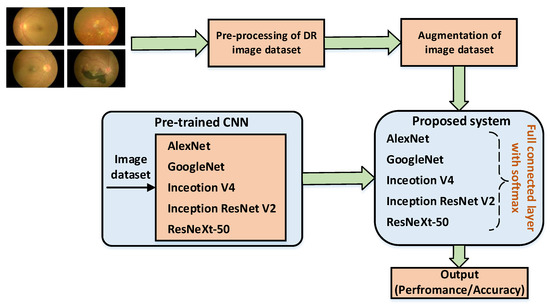 Pre-processing of DR
image dataset
Augmentation of
image dataset
Pre-trained CNN
Image
dataset
AlexNet
GoogleNet
Inceotion V4
Inception ResNet V2
ResNeXt-50
Proposed system
AlexNet
GoogleNet
Inceotion V4
Inception ResNet V2
ResNeXt-50
Full connected layer
with softmax
Output
(Perfromance/Accuracy)